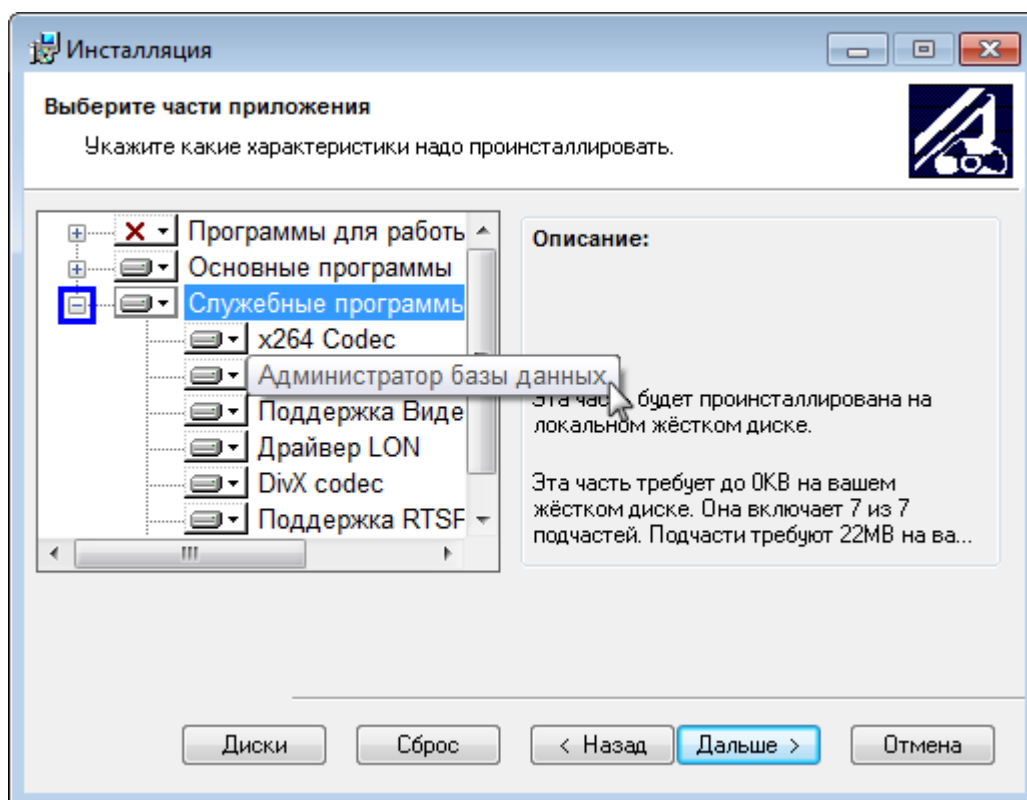 Инсталляция
Выберите части приложения
Укажите какие характеристики надо проинсталлировать.
Программы для работь
Основные программы
Служебные программь
x264 Codec
Администратор базы данных
Поддержка Виде
Драйвер LON
DivX codec
Поддержка RTSF
Описание:
Эта часть будет проинсталлирована на
локальном жёстком диске.
Эта часть требует до 0KB на вашем
жёстком диске. Она включает 7 из 7
подчастей. Подчасти требуют 22MB на ва...
Диски
Сброс
< Назад
Дальше >
Отмена